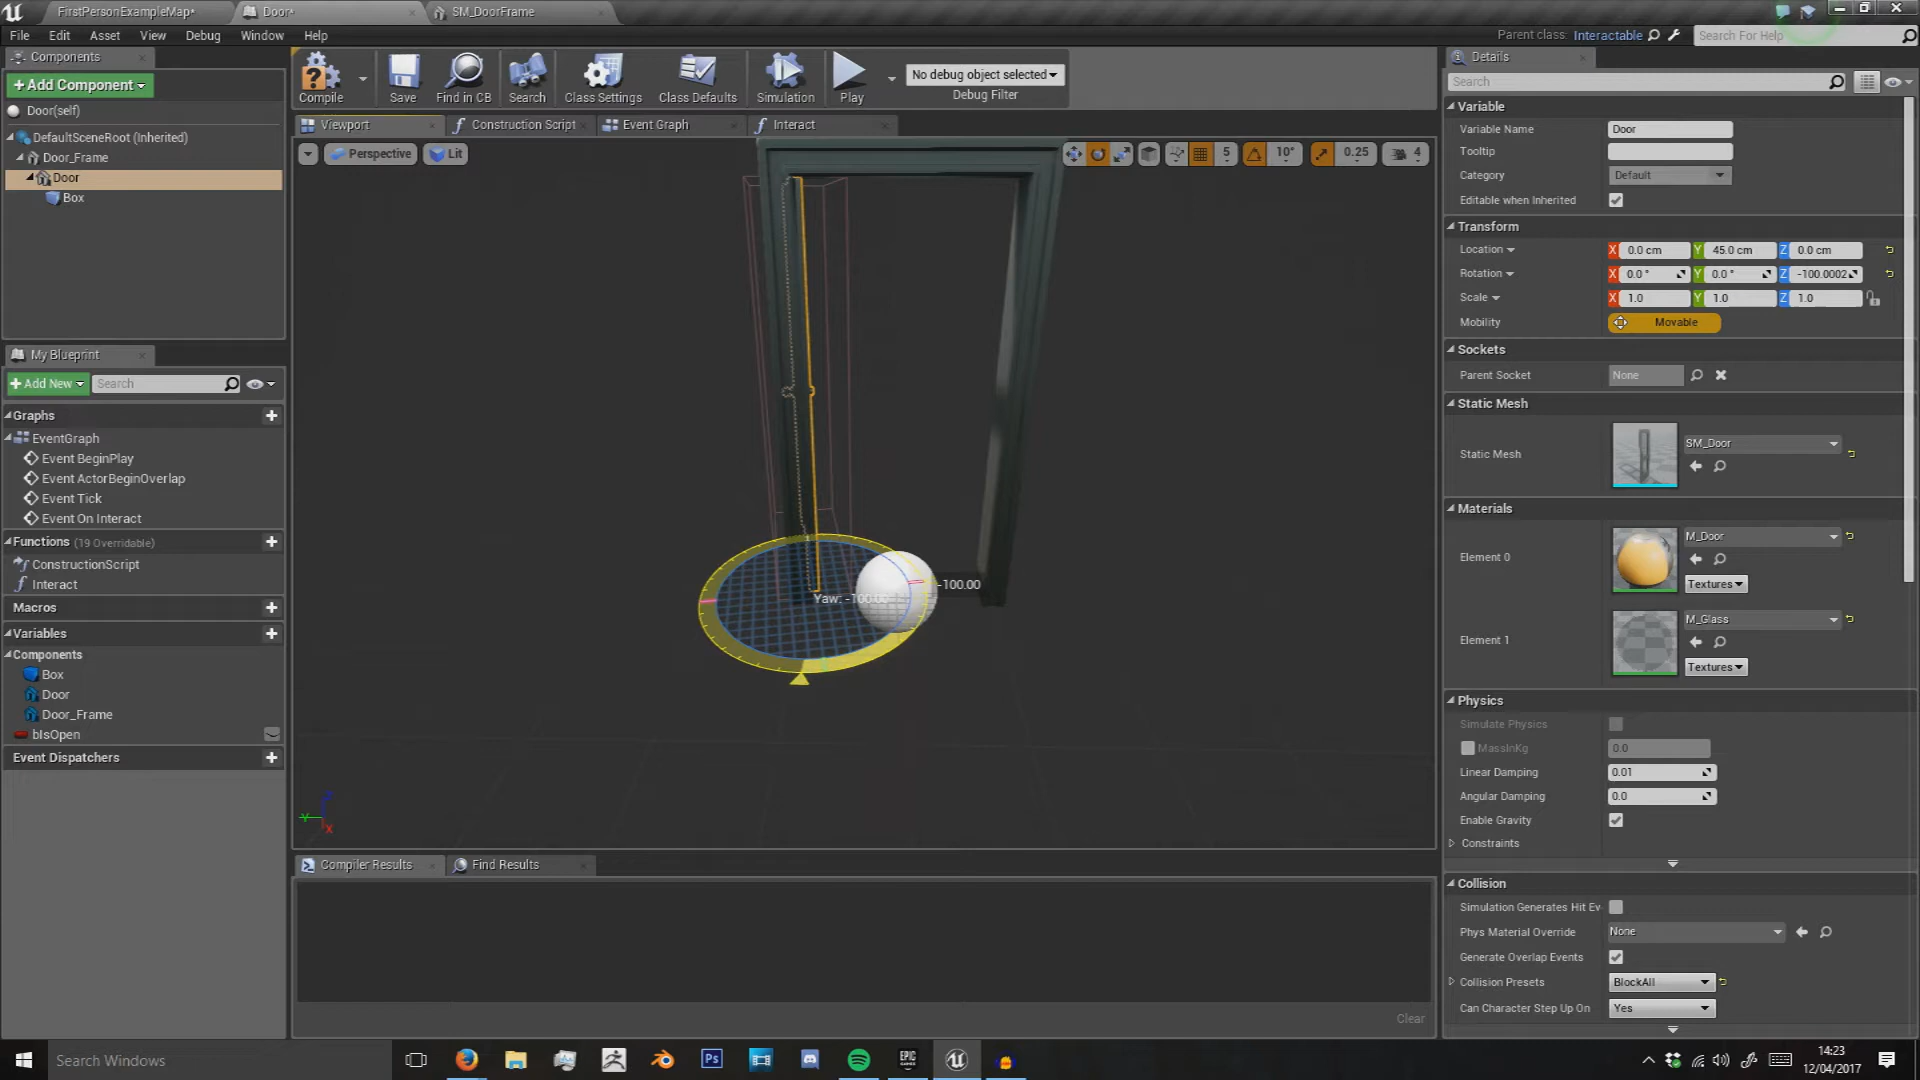 FirstPersonExampleMap*
Door*
SM_DoorFrame
File Edit Asset View Debug Window Help
Parent class: Interactable
Search For Help
Components
+Add Component
Door(self)
DefaultSceneRoot (Inherited)
Door_Frame
Door
Box
My Blueprint
+Add New
Search
Graphs
EventGraph
Event BeginPlay
Event ActorBeginOverlap
Event Tick
Event On Interact
Functions (19 Overridable)
ConstructionScript
Interact
Macros
Variables
Components
Box
Door
Door_Frame
bIsOpen
Event Dispatchers
Compile
Save
Find in CB
Search
Class Settings
Class Defaults
Simulation
Play
No debug object selected
Debug Filter
Viewport
Construction Script
Event Graph
Interact
Perspective
Lit
5
10°
0.25
4
-100.00
Yaw: -100.00
Z
Y
X
Compiler Results
Find Results
Clear
Details
Search
Variable
Variable Name Door
Tooltip
Category Default
Editable when Inherited
Transform
Location X 0.0 cm Y 45.0 cm Z 0.0 cm
Rotation X 0.0 ° Y 0.0 ° Z -100.0002
Scale X 1.0 Y 1.0 Z 1.0
Mobility Movable
Sockets
Parent Socket None
Static Mesh
Static Mesh SM_Door
Materials
Element 0 M_Door
Textures
Element 1 M_Glass
Textures
Physics
Simulate Physics
MassInKg 0.0
Linear Damping 0.01
Angular Damping 0.0
Enable Gravity
Constraints
Collision
Simulation Generates Hit Ev
Phys Material Override None
Generate Overlap Events
Collision Presets BlockAll
Can Character Step Up On Yes
Search Windows
Ps
EPIC GAMES
14:23
12/04/2017